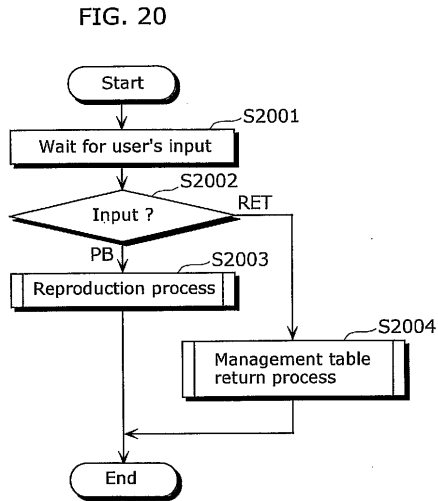 FIG. 20
Start
S2001
Wait for user's input
S2002
Input ?
RET
PB
S2003
Reproduction process
S2004
Management table
return process
End